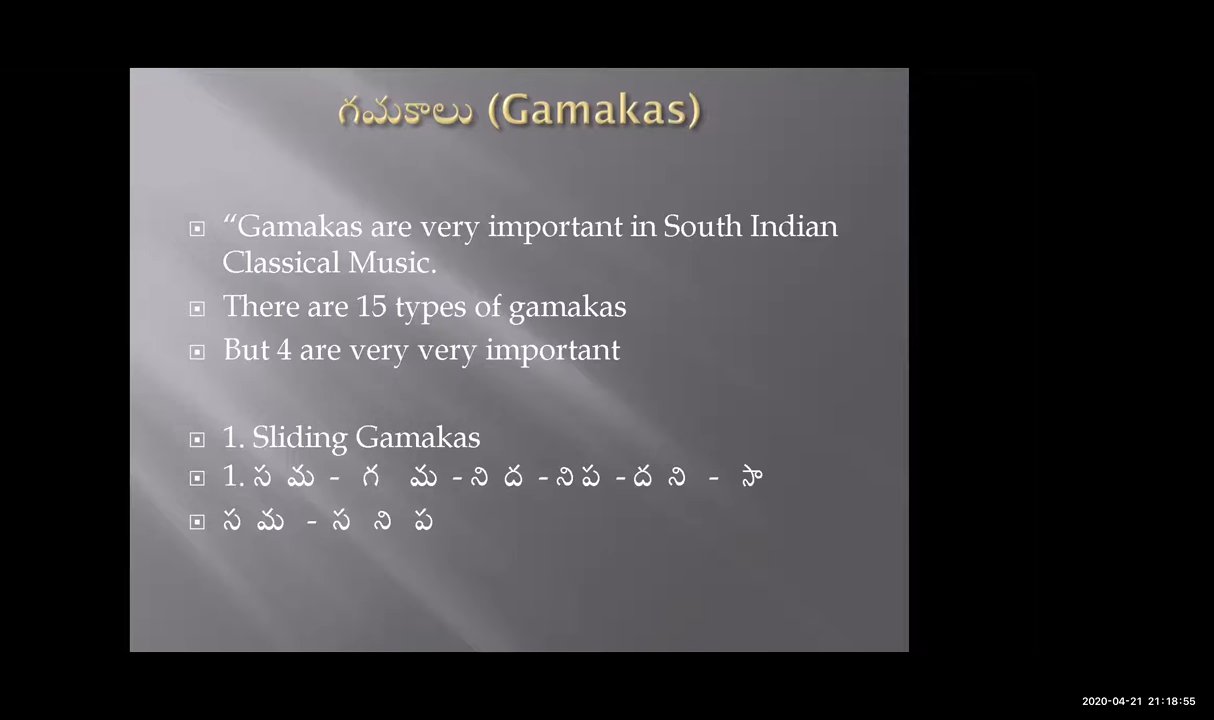 గమకాలు (Gamakas)
“Gamakas are very important in South Indian
Classical Music.
There are 15 types of gamakas
But 4 are very very important
1. Sliding Gamakas
1. స మ - గ మ - ని ద - ని ప - ద ని - సా
స మ - స ని ప
2020-04-21 21:18:55